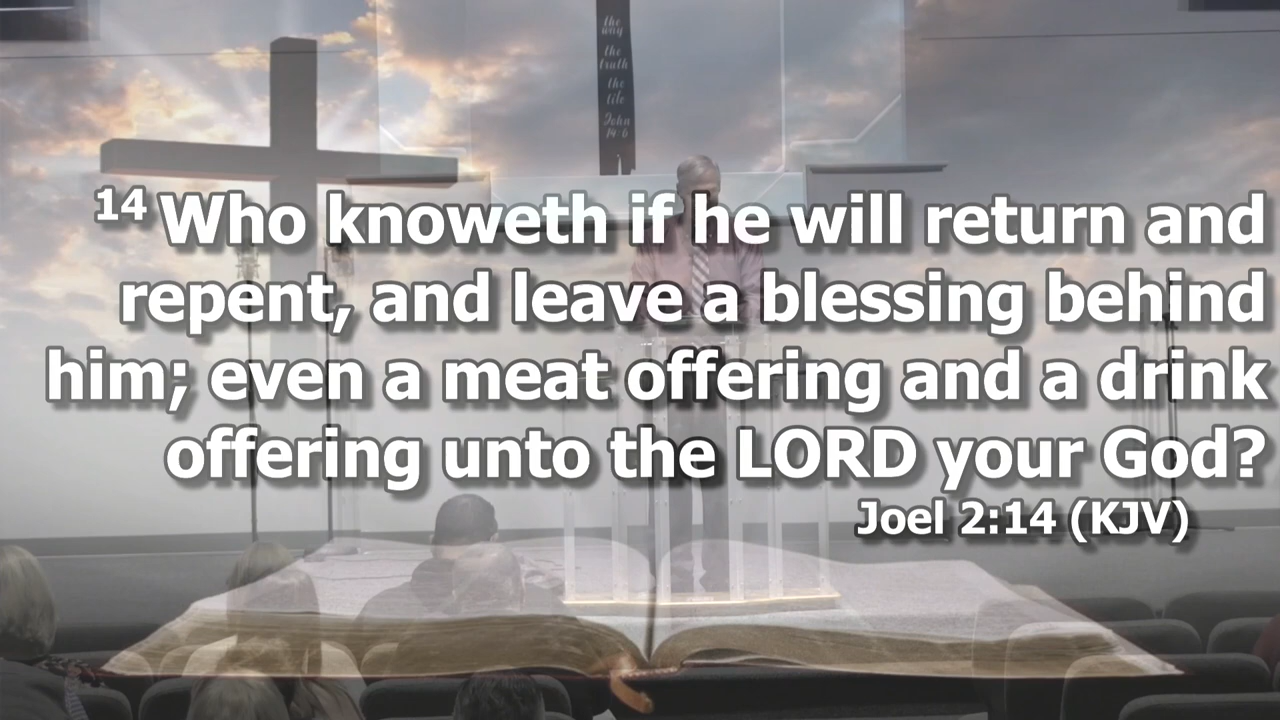 the
way
the
truth
the
life
John
14:6
14 Who knoweth if he will return and
repent, and leave a blessing behind
him; even a meat offering and a drink
offering unto the LORD your God?
Joel 2:14 (KJV)